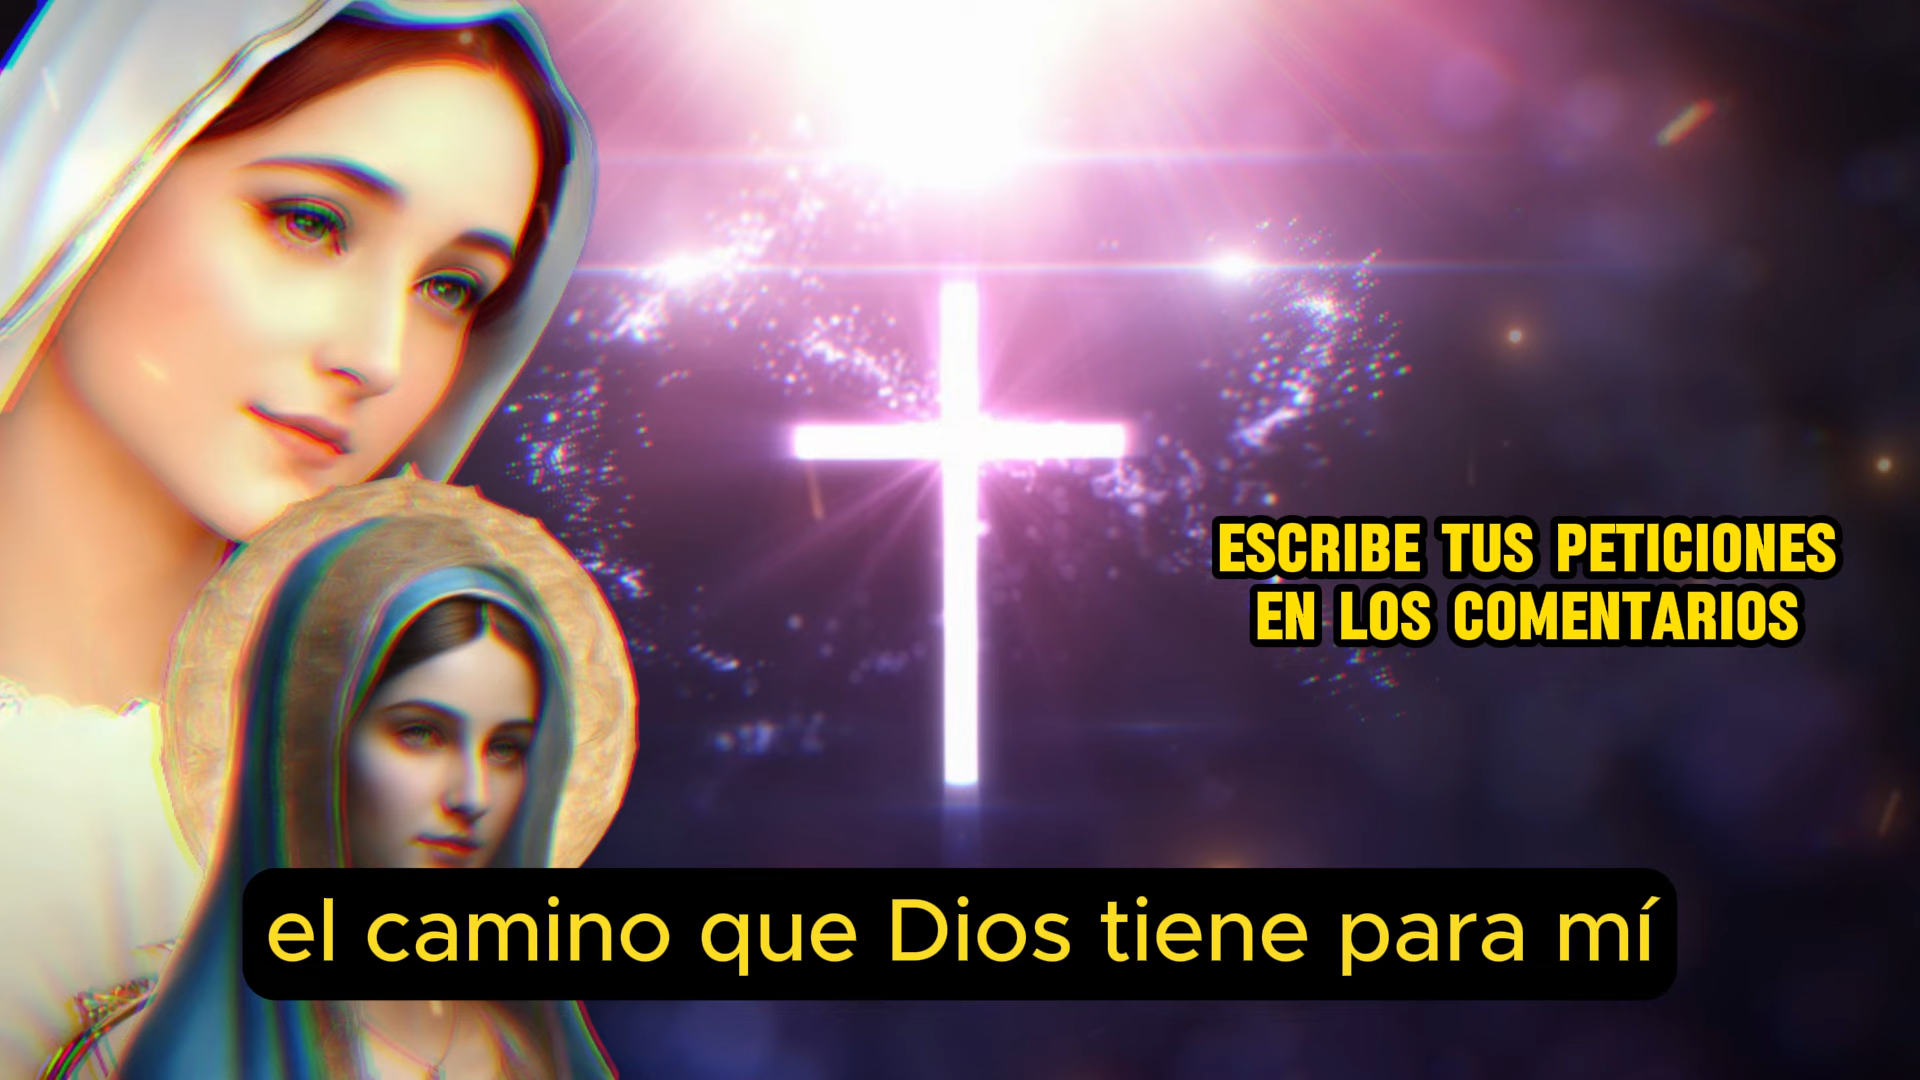 ESCRIBE TUS PETICIONES
EN LOS COMENTARIOS
el camino que Dios tiene para mí